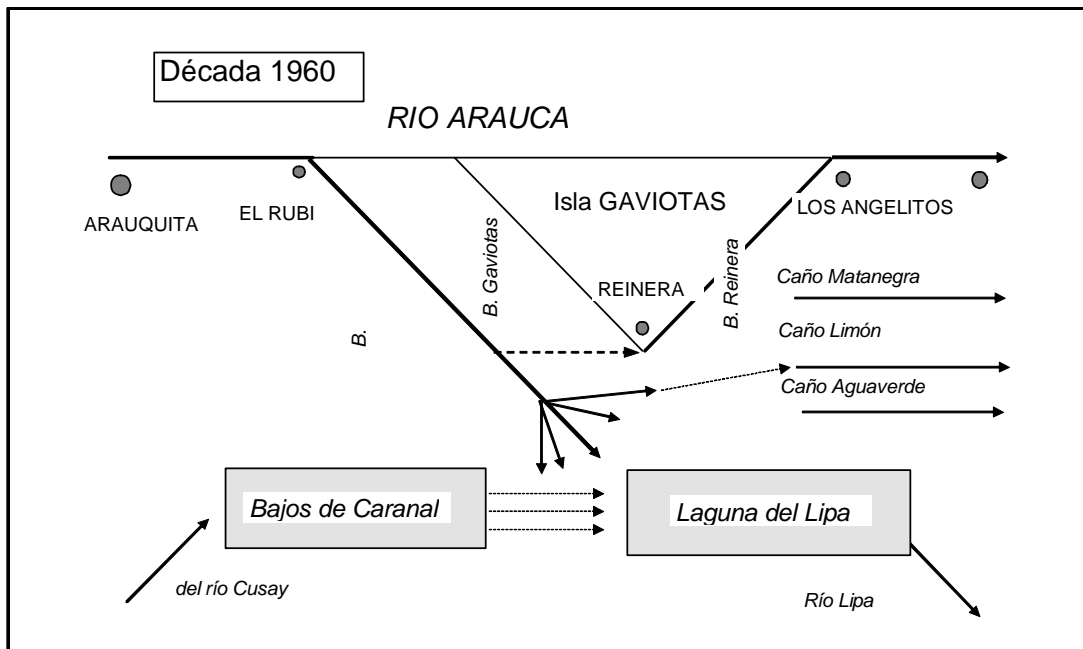 Década 1960
RIO ARAUCA
ARAUQUITA
EL RUBI
Isla GAVIOTAS
LOS ANGELITOS
B. Gaviotas
REINERA
B. Reinera
Caño Matanegra
B.
Caño Limón
Caño Aguaverde
Bajos de Caranal
Laguna del Lipa
del río Cusay
Río Lipa